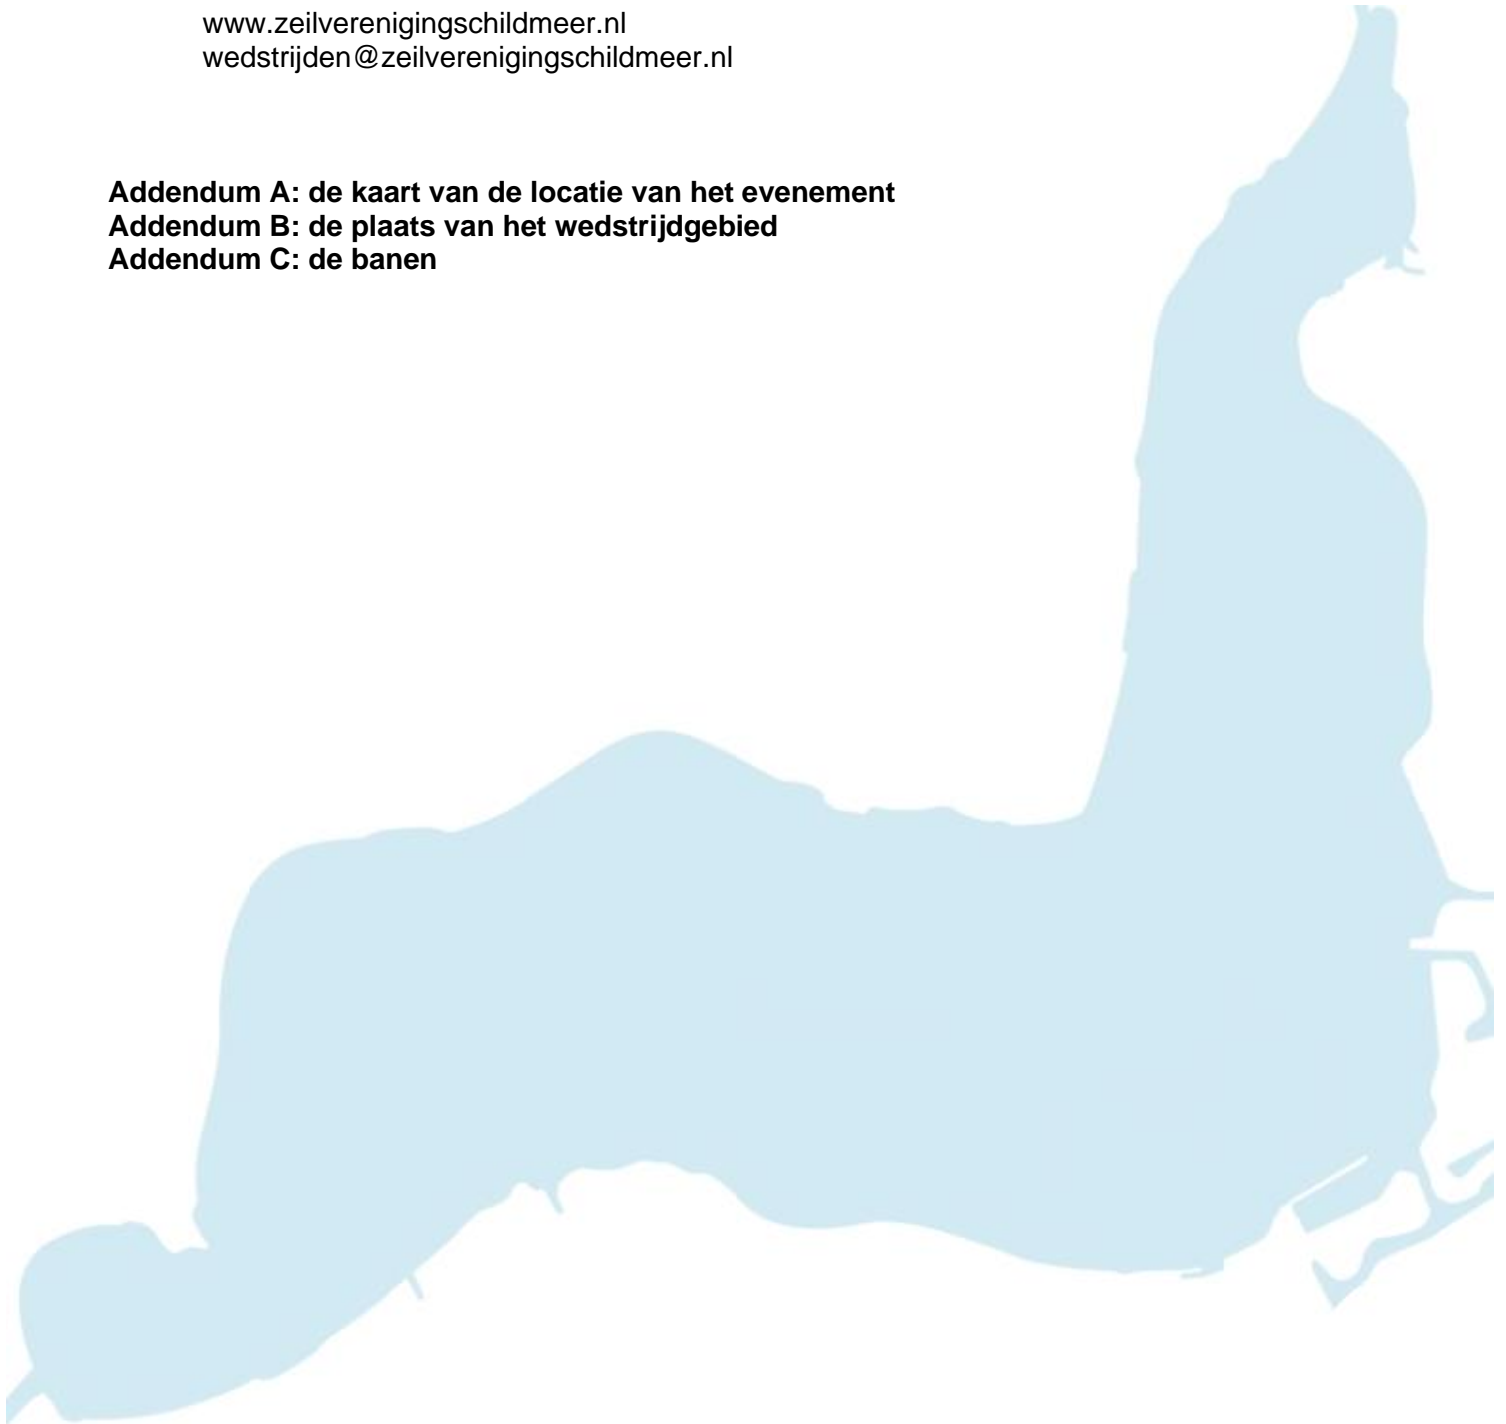 www.zeilverenigingschildmeer.nl
wedstrijden@zeilverenigingschildmeer.nl
Addendum A: de kaart van de locatie van het evenement
Addendum B: de plaats van het wedstrijdgebied
Addendum C: de banen